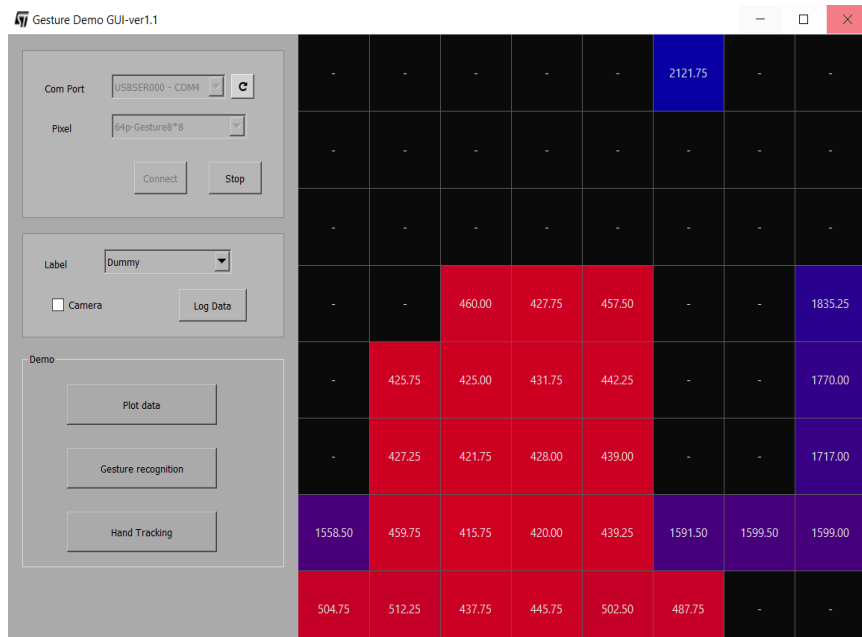 Gesture Demo GUI-ver1.1
Com Port USBSER000 - COM4
Pixel 64p-Gesture8*8
Connect Stop
Label Dummy
Camera Log Data
Demo
Plot data
Gesture recognition
Hand Tracking
- - - - - 2121.75 - -
- - - - - - - -
- - - - - - - -
- - 460.00 427.75 457.50 - - 1835.25
- 425.75 425.00 431.75 442.25 - - 1770.00
- 427.25 421.75 428.00 439.00 - - 1717.00
1558.50 459.75 415.75 420.00 439.25 1591.50 1599.50 1599.00
504.75 512.25 437.75 445.75 502.50 487.75 - -